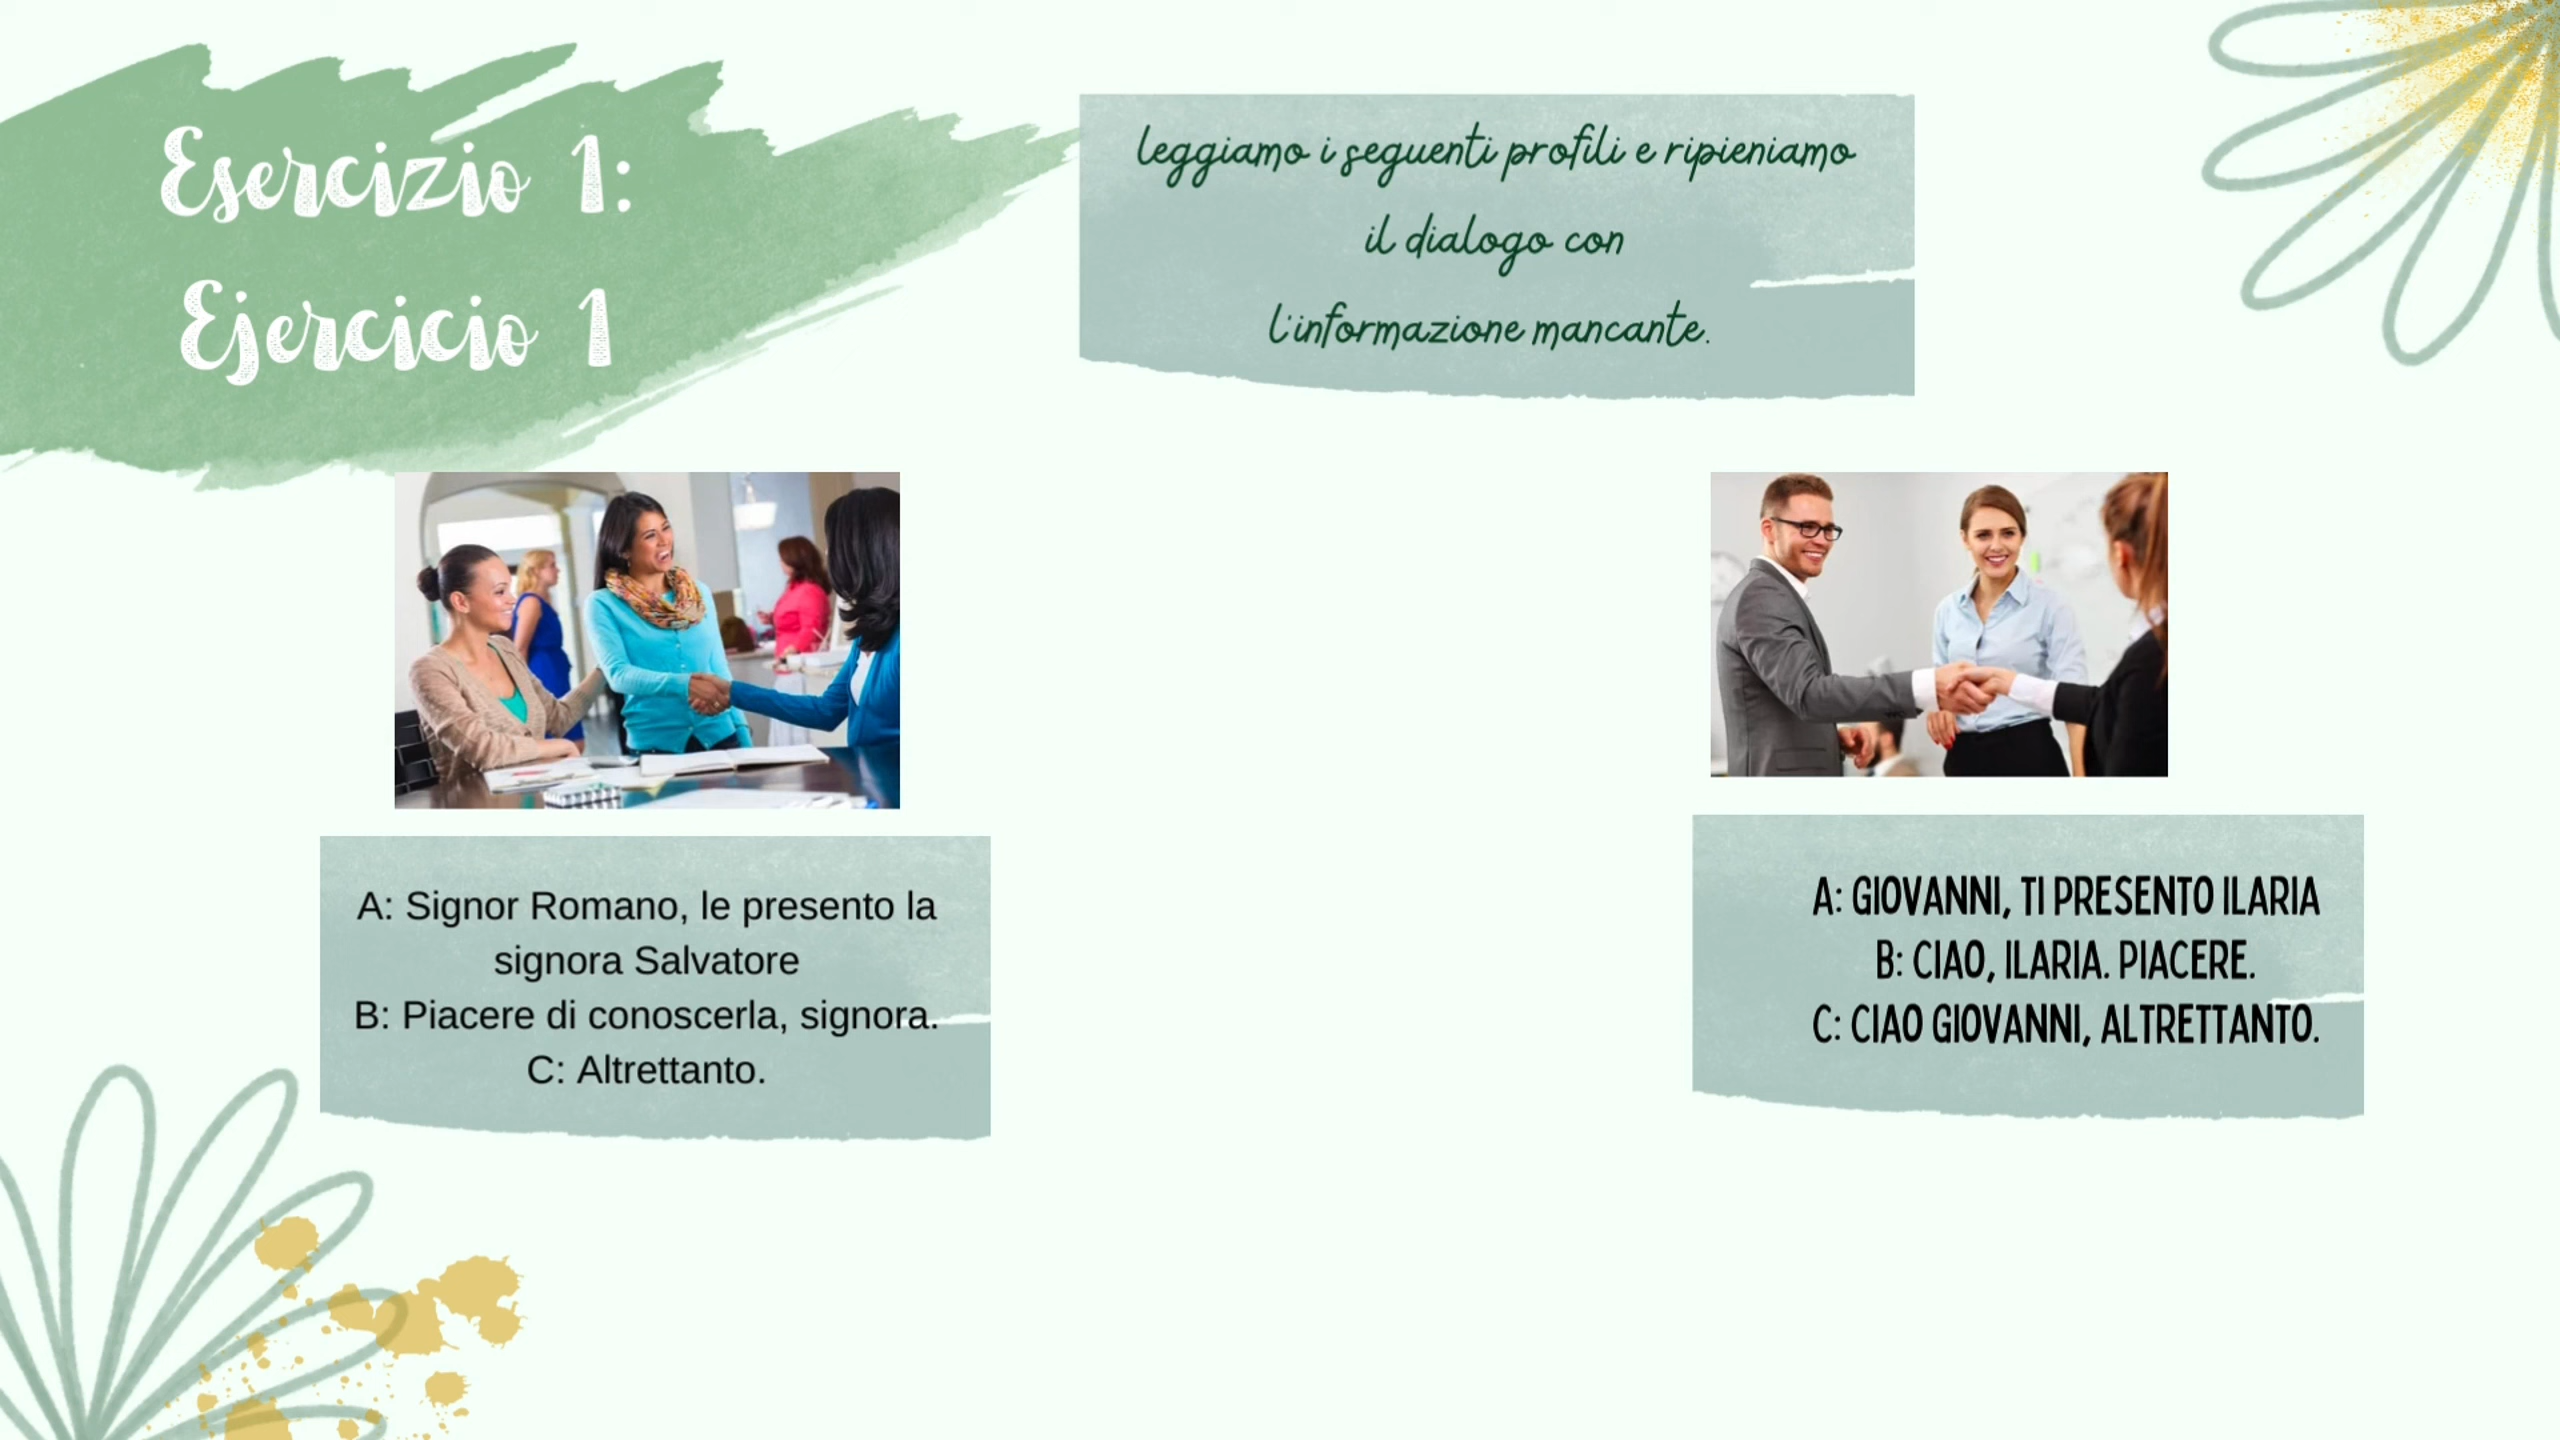 Esercizio 1:
Ejercicio 1
leggiamo i seguenti profili e ripieniamo
il dialogo con
l'informazione mancante.
A: Signor Romano, le presento la
signora Salvatore
B: Piacere di conoscerla, signora.
C: Altrettanto.
A: GIOVANNI, TI PRESENTO ILARIA
B: CIAO, ILARIA. PIACERE.
C: CIAO GIOVANNI, ALTRETTANTO.